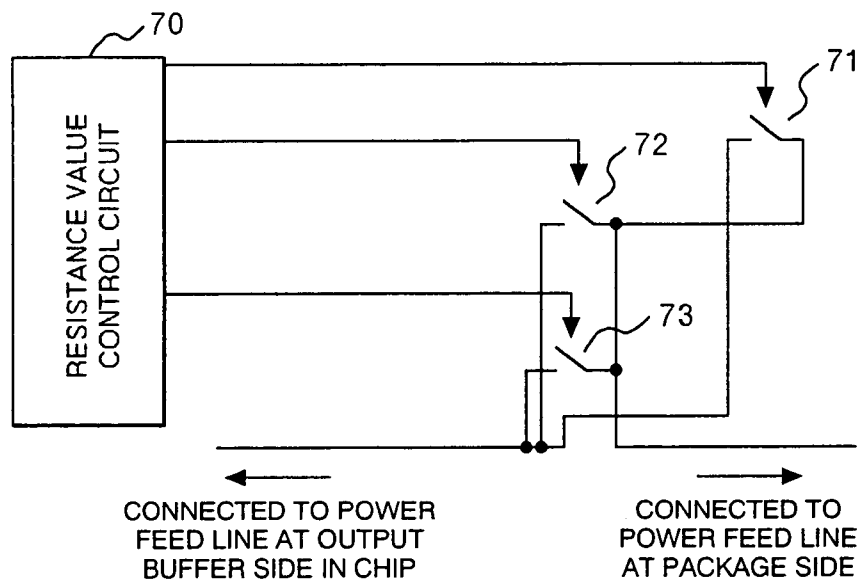 70
71
72
73
RESISTANCE VALUE
CONTROL CIRCUIT
CONNECTED TO POWER
FEED LINE AT OUTPUT
BUFFER SIDE IN CHIP
CONNECTED TO
POWER FEED LINE
AT PACKAGE SIDE